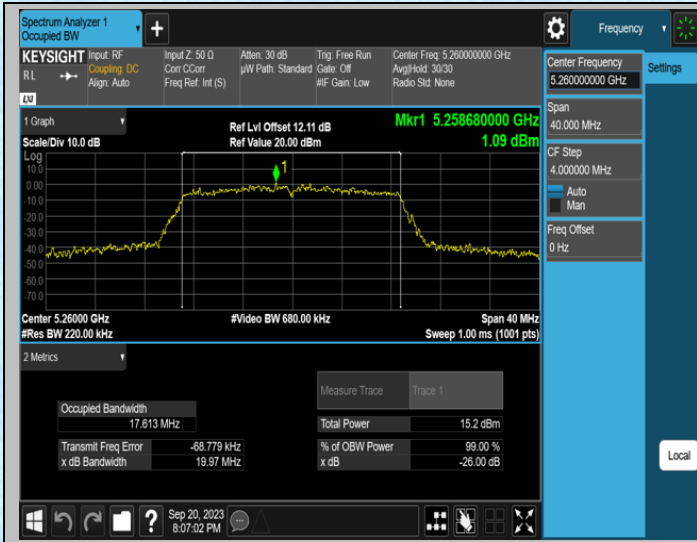 Spectrum Analyzer 1
Occupied BW
Frequency
KEYSIGHT
RL
LXI
Input: RF
Coupling: DC
Align: Auto
Input Z: 50 Ω
Corr CCorr
Freq Ref: Int (S)
Atten: 30 dB
µW Path: Standard
Trig: Free Run
Gate: Off
#IF Gain: Low
Center Freq: 5.260000000 GHz
Avg|Hold: 30/30
Radio Std: None
Center Frequency
5.260000000 GHz
Settings
Span
40.000 MHz
CF Step
4.000000 MHz
Auto
Man
Freq Offset
0 Hz
Local
1 Graph
Scale/Div 10.0 dB
Ref Lvl Offset 12.11 dB
Ref Value 20.00 dBm
Mkr1 5.258680000 GHz
1.09 dBm
Log
10.0
0.00
-10.0
-20.0
-30.0
-40.0
-50.0
-60.0
-70.0
1
Center 5.26000 GHz
#Res BW 220.00 kHz
#Video BW 680.00 kHz
Span 40 MHz
Sweep 1.00 ms (1001 pts)
2 Metrics
Measure Trace
Trace 1
Occupied Bandwidth
17.613 MHz
Total Power
15.2 dBm
Transmit Freq Error
-68.779 kHz
% of OBW Power
99.00 %
x dB Bandwidth
19.97 MHz
x dB
-26.00 dB
Sep 20, 2023
8:07:02 PM